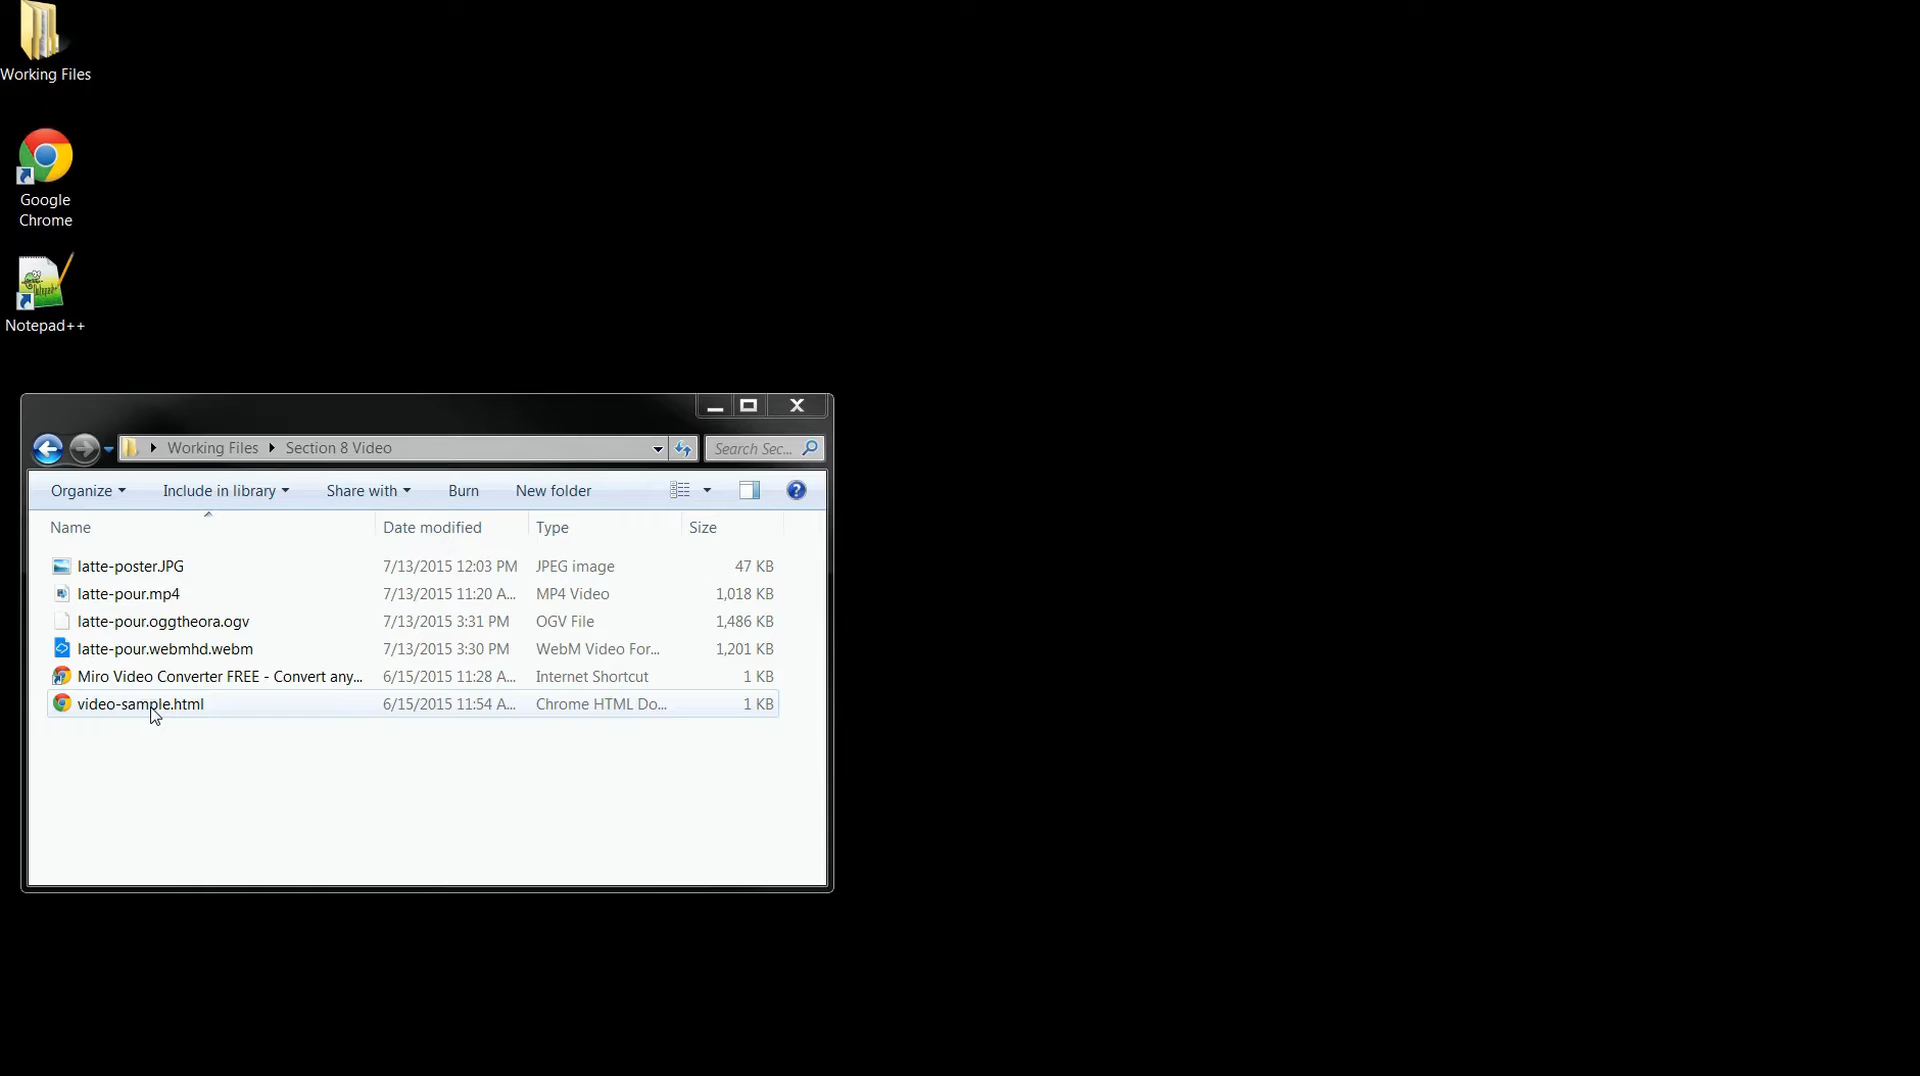 Working Files
Google
Chrome
Notepad++
Working Files Section 8 Video Search Sec...
Organize Include in library Share with Burn New folder
Name Date modified Type Size
latte-poster.JPG 7/13/2015 12:03 PM JPEG image 47 KB
latte-pour.mp4 7/13/2015 11:20 A... MP4 Video 1,018 KB
latte-pour.oggtheora.ogv 7/13/2015 3:31 PM OGV File 1,486 KB
latte-pour.webmhd.webm 7/13/2015 3:30 PM WebM Video For... 1,201 KB
Miro Video Converter FREE - Convert any... 6/15/2015 11:28 A... Internet Shortcut 1 KB
video-sample.html 6/15/2015 11:54 A... Chrome HTML Do... 1 KB